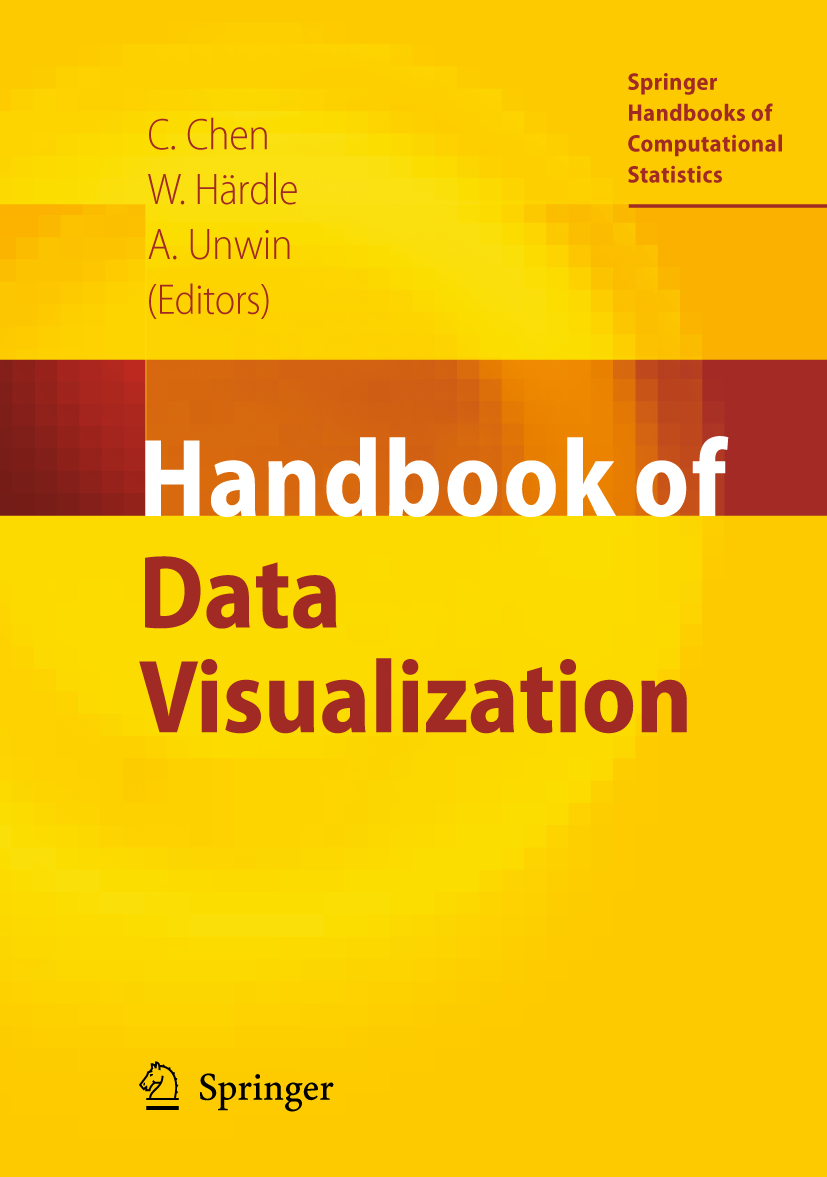 C. Chen
W. Härdle
A. Unwin
(Editors)
Springer
Handbooks of
Computational
Statistics
Handbook of
Data
Visualization
Springer